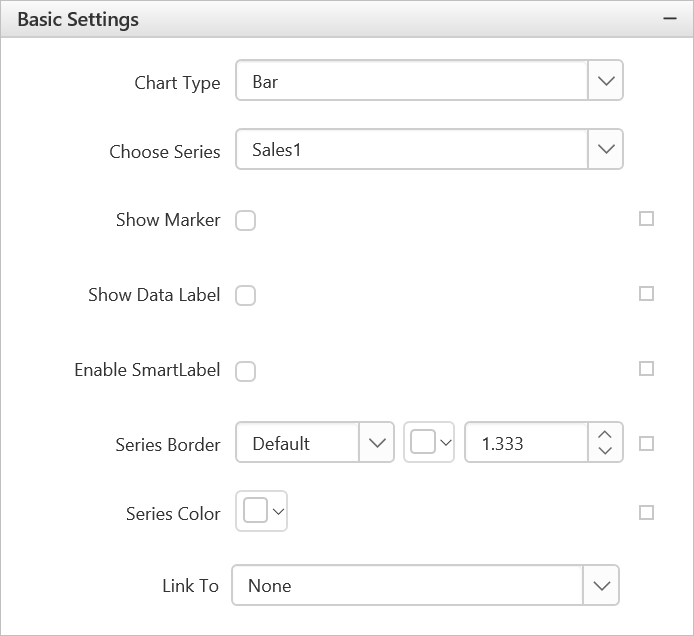 Basic Settings
Chart Type Bar
Choose Series Sales1
Show Marker
Show Data Label
Enable SmartLabel
Series Border Default 1.333
Series Color
Link To None